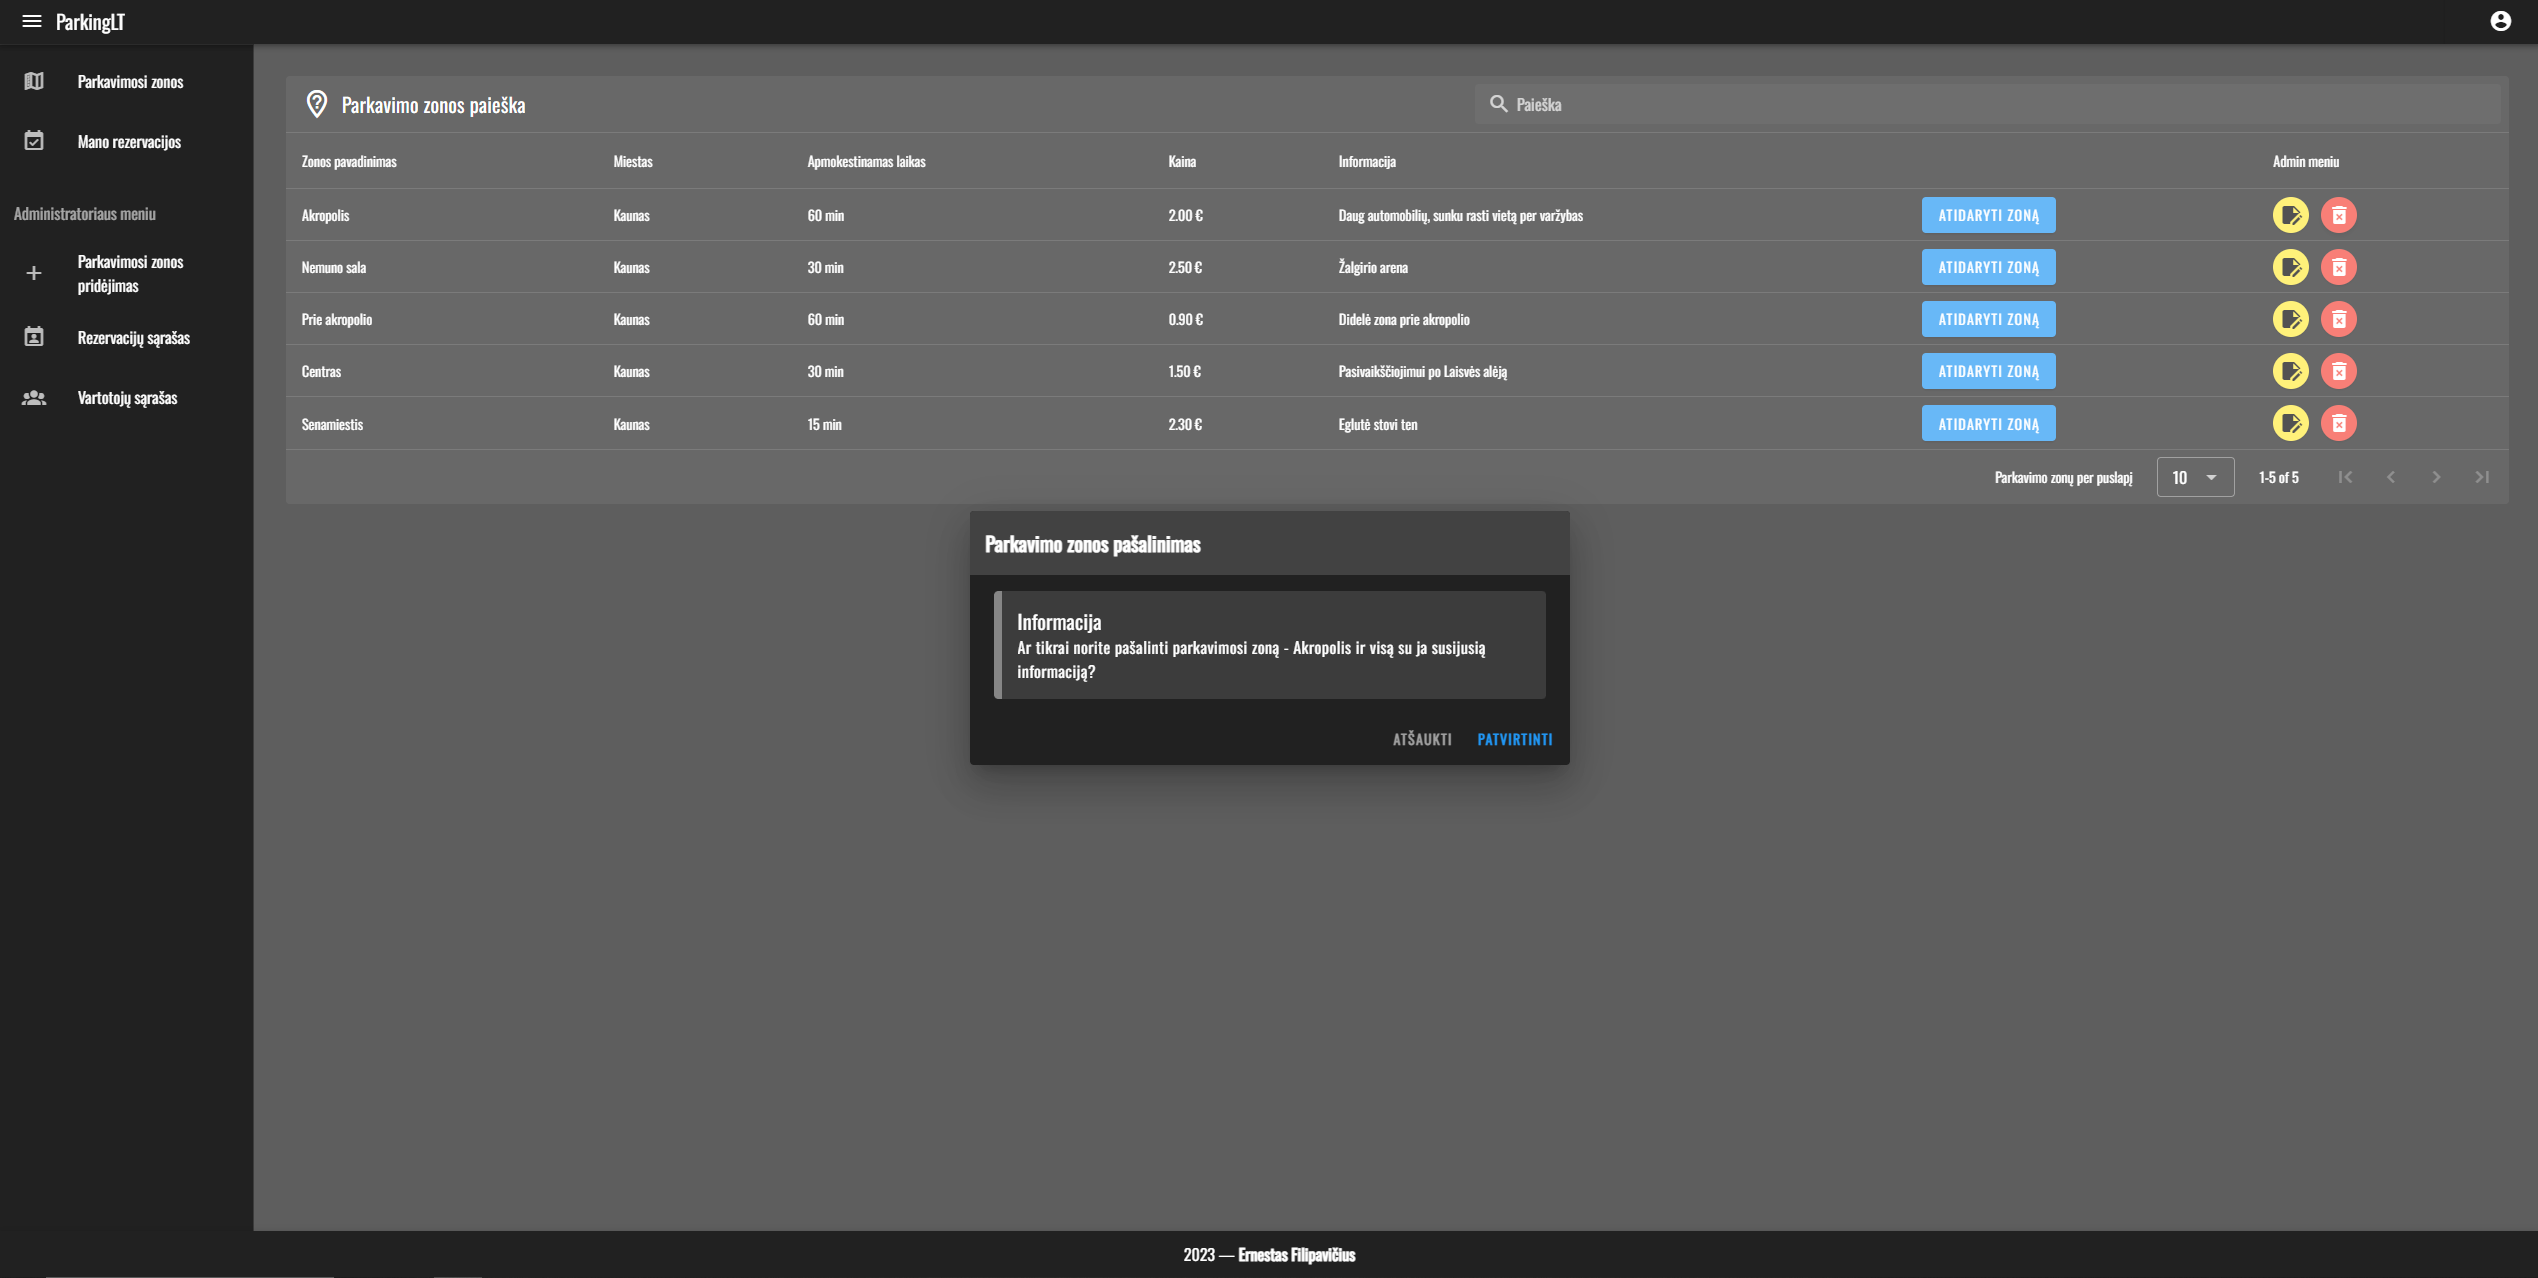 ParkingLT
Parkavimosi zonos
Mano rezervacijos
Administratoriaus meniu
Parkavimosi zonos
pridėjimas
Rezervacijų sąrašas
Vartotojų sąrašas
Parkavimo zonos paieška
Paieška
Zonos pavadinimas Miestas Apmokestinamas laikas Kaina Informacija Admin meniu
Akropolis Kaunas 60 min 2.00 € Daug automobilių, sunku rasti vietą per varžybas ATIDARYTI ZONĄ
Nemuno sala Kaunas 30 min 2.50 € Žalgirio arena ATIDARYTI ZONĄ
Prie akropolio Kaunas 60 min 0.90 € Didelė zona prie akropolio ATIDARYTI ZONĄ
Centras Kaunas 30 min 1.50 € Pasivaikščiojimui po Laisvės alėją ATIDARYTI ZONĄ
Senamiestis Kaunas 15 min 2.30 € Eglutė stovi ten ATIDARYTI ZONĄ
Parkavimo zonų per puslapį 10 1-5 of 5
Parkavimo zonos pašalinimas
Informacija
Ar tikrai norite pašalinti parkavimosi zoną - Akropolis ir visą su ja susijusią
informaciją?
ATŠAUKTI PATVIRTINTI
2023 — Ernestas Filipavičius